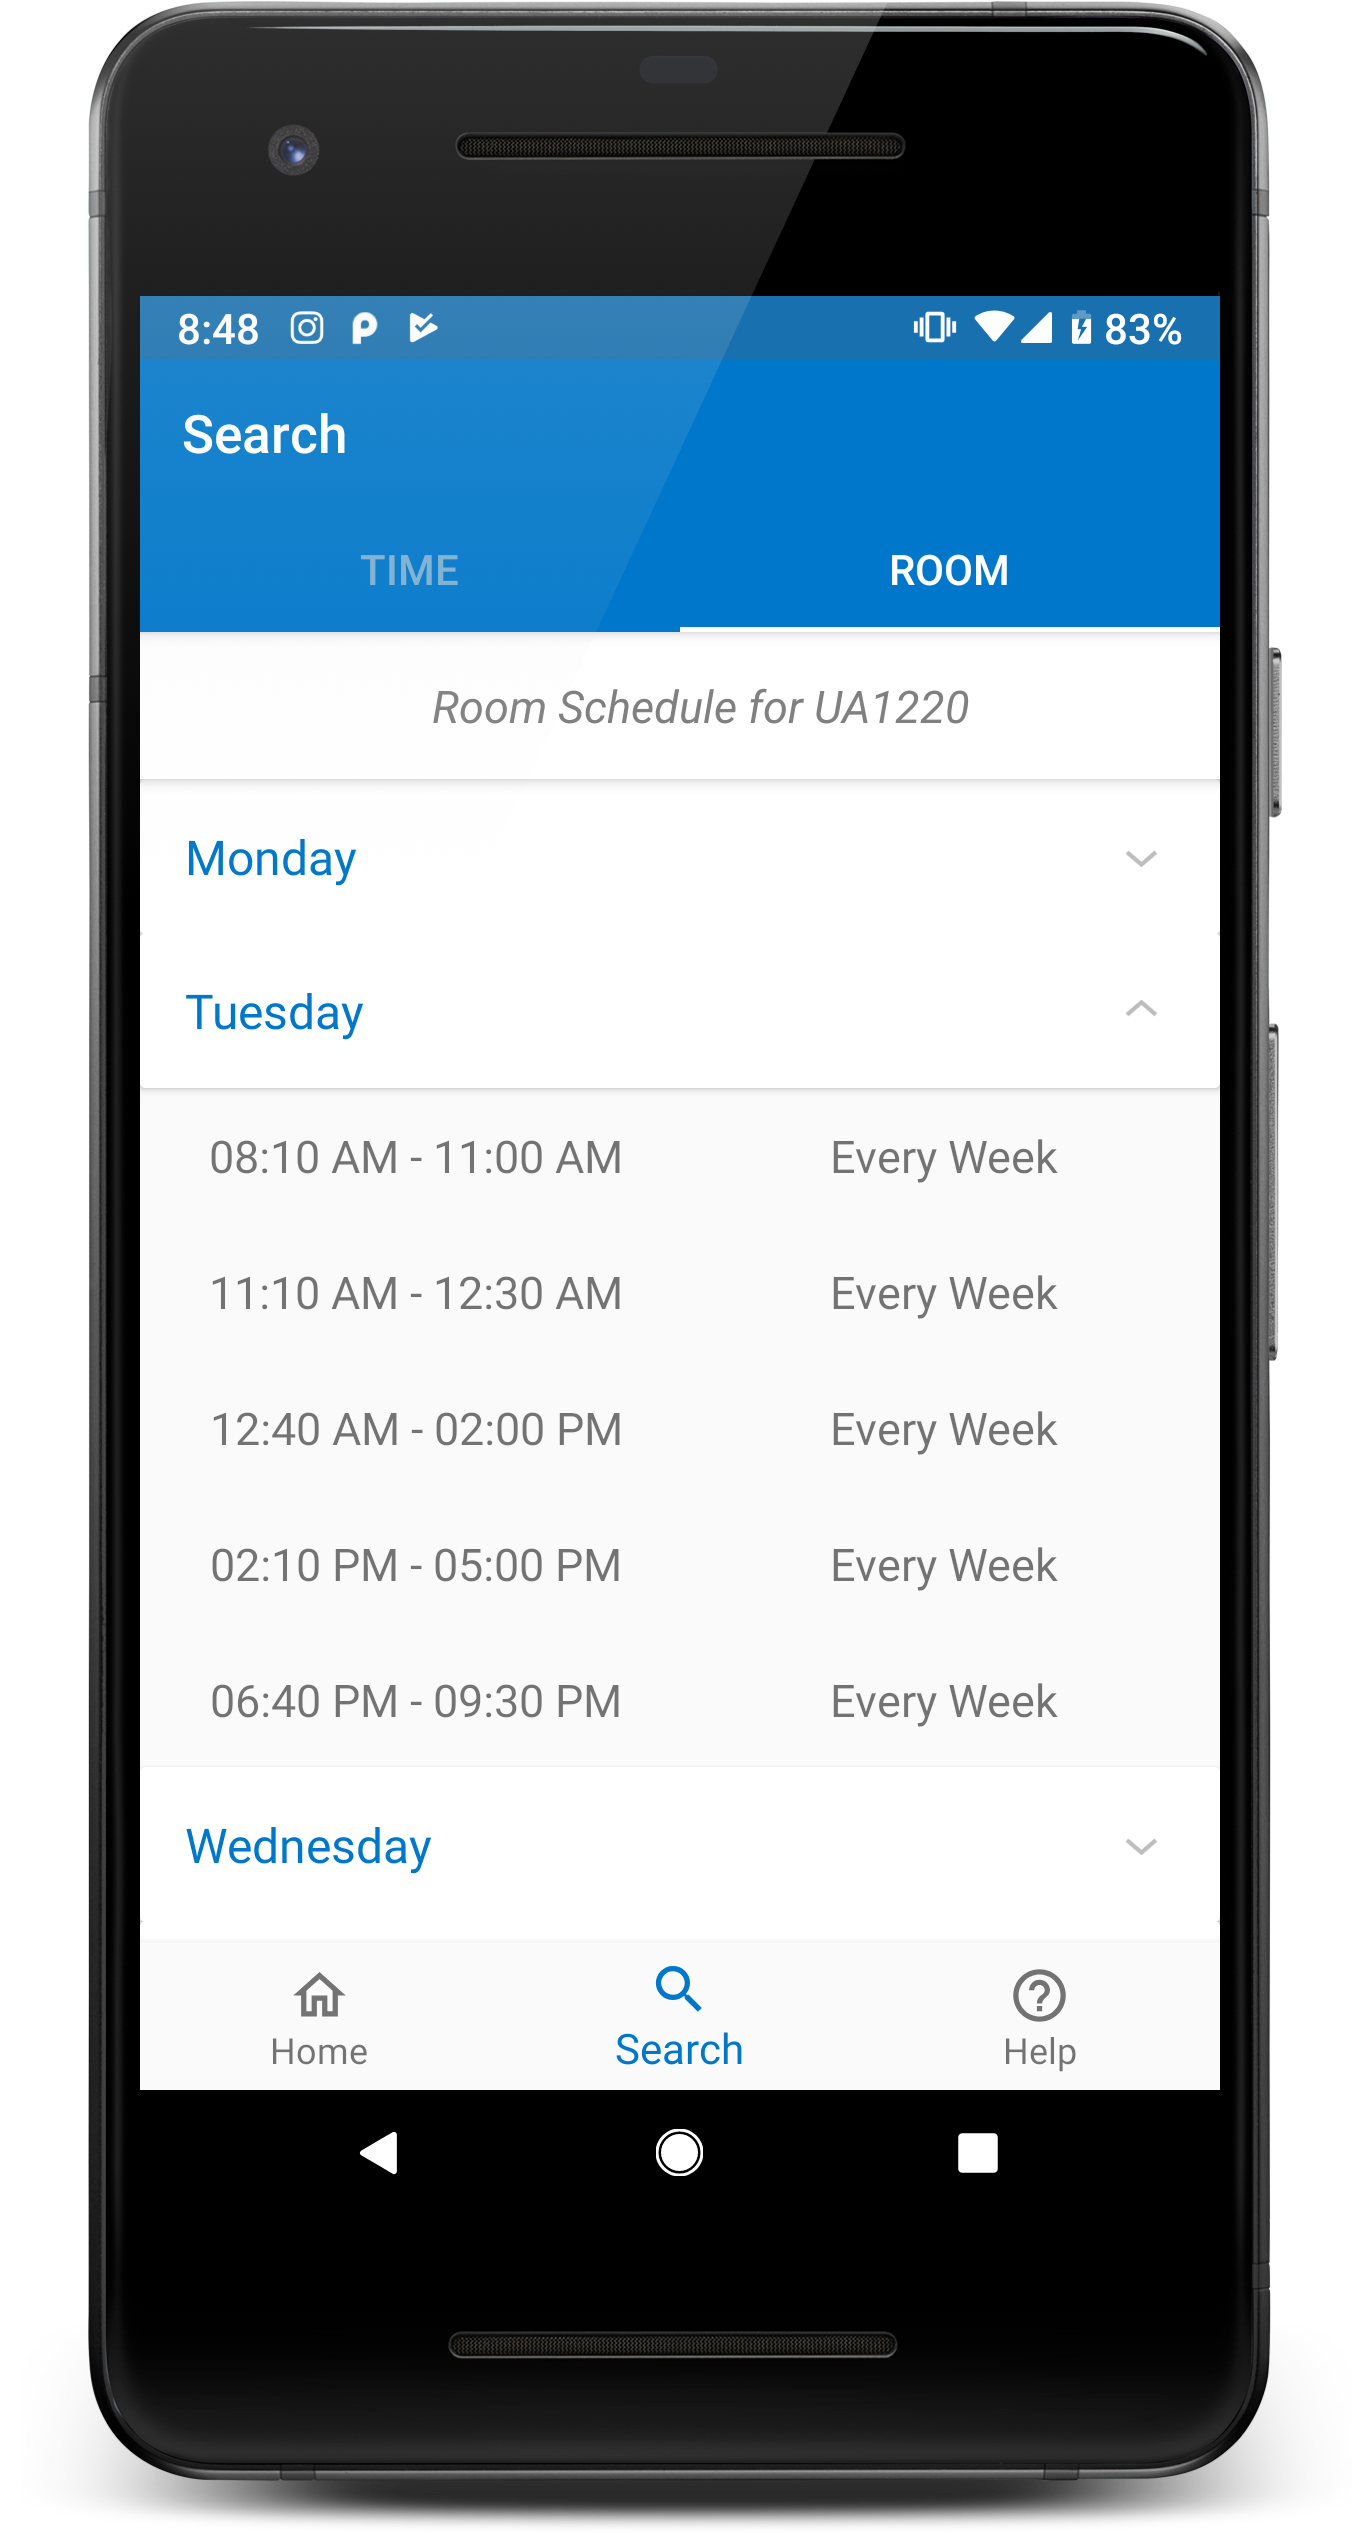 8:48 83%
Search
TIME ROOM
Room Schedule for UA1220
Monday
Tuesday
08:10 AM - 11:00 AM Every Week
11:10 AM - 12:30 AM Every Week
12:40 AM - 02:00 PM Every Week
02:10 PM - 05:00 PM Every Week
06:40 PM - 09:30 PM Every Week
Wednesday
Home Search Help